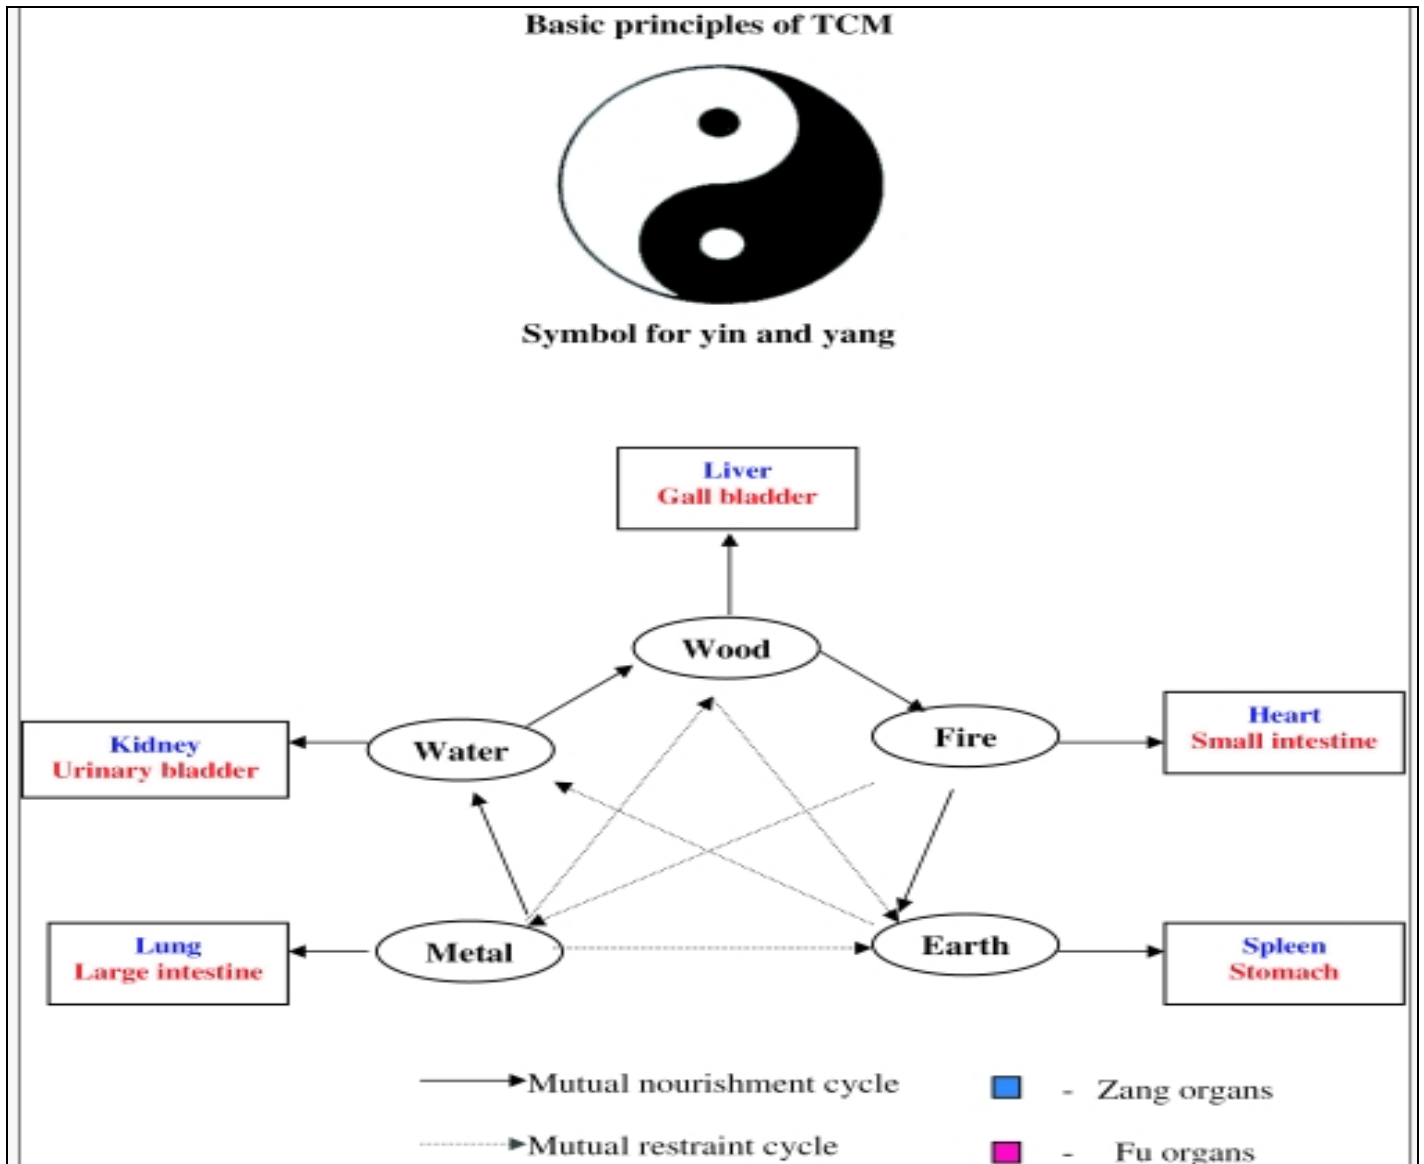 Basic principles of TCM
Symbol for yin and yang
Liver
Gall bladder
Wood
Fire
Heart
Small intestine
Water
Kidney
Urinary bladder
Metal
Lung
Large intestine
Earth
Spleen
Stomach
Mutual nourishment cycle
- Zang organs
Mutual restraint cycle
- Fu organs